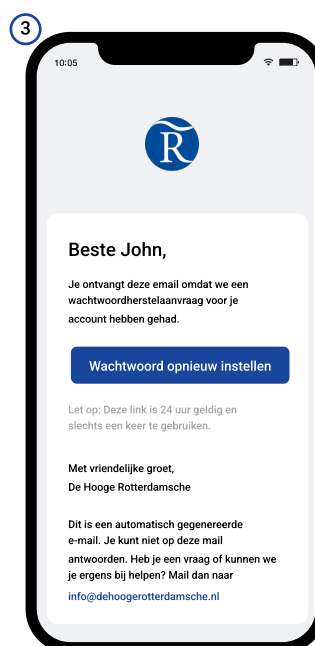 3
10:05
R
Beste John,
Je ontvangt deze email omdat we een
wachtwoordherstelaanvraag voor je
account hebben gehad.
Wachtwoord opnieuw instellen
Let op: Deze link is 24 uur geldig en
slechts een keer te gebruiken.
Met vriendelijke groet,
De Hooge Rotterdamsche
Dit is een automatisch gegenereerde
e-mail. Je kunt niet op deze mail
antwoorden. Heb je een vraag of kunnen we
je ergens bij helpen? Mail dan naar
info@dehoogerotterdamsche.nl